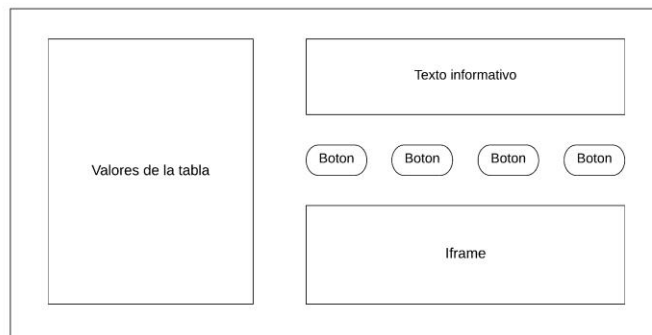 Texto informativo
Boton
Boton
Boton
Boton
Valores de la tabla
Iframe